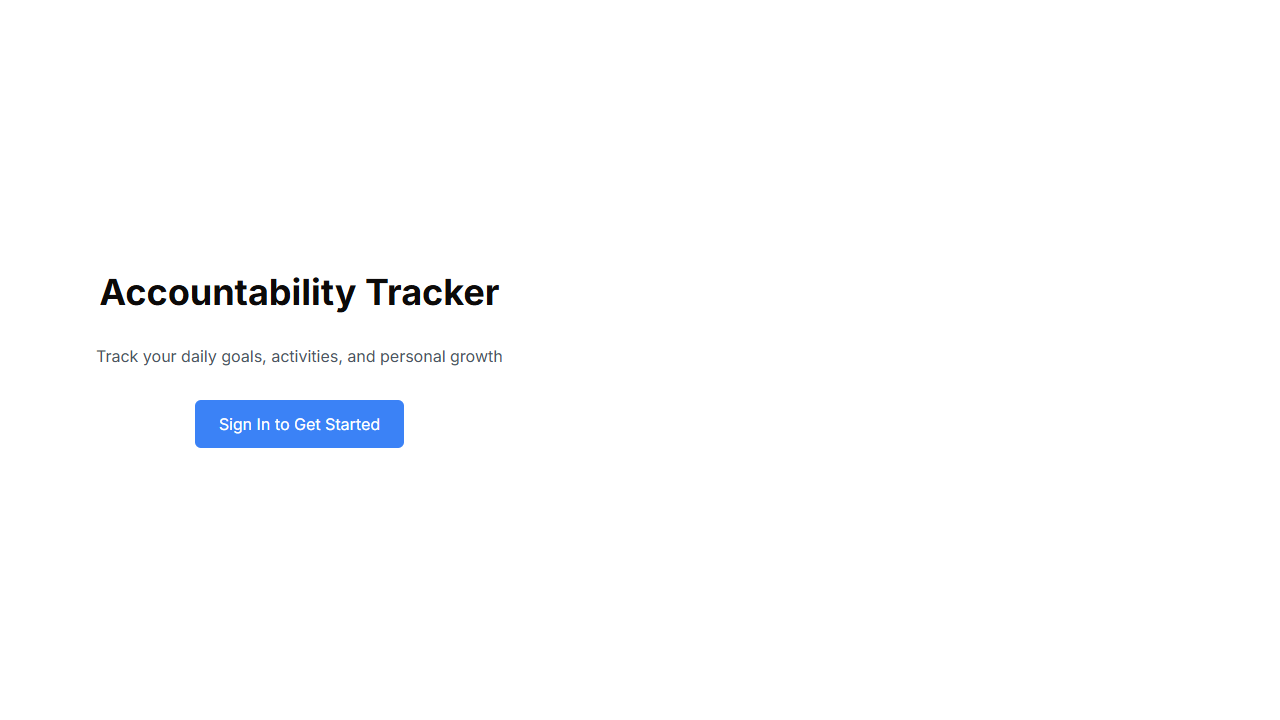 Accountability Tracker
Track your daily goals, activities, and personal growth
Sign In to Get Started